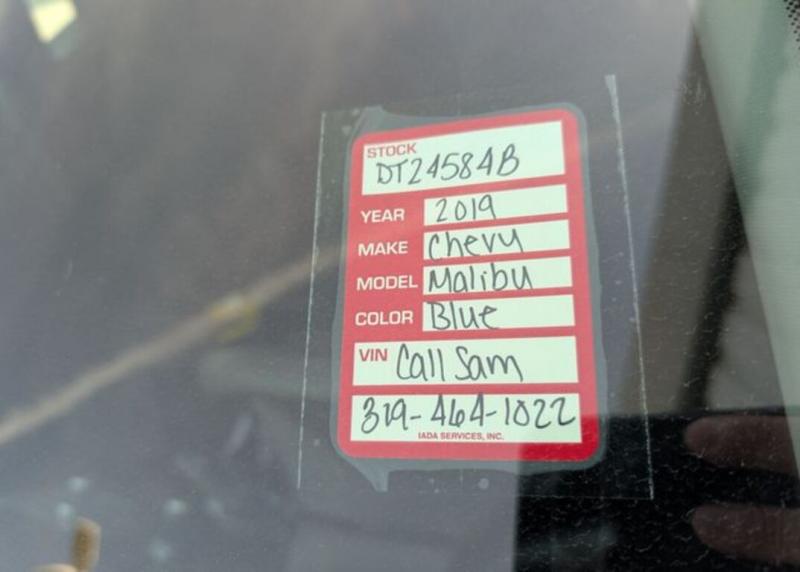 STOCK
DT24584B
YEAR 2019
MAKE Chevy
MODEL Malibu
COLOR Blue
VIN Call Sam
319-464-1022
IADA SERVICES, INC.